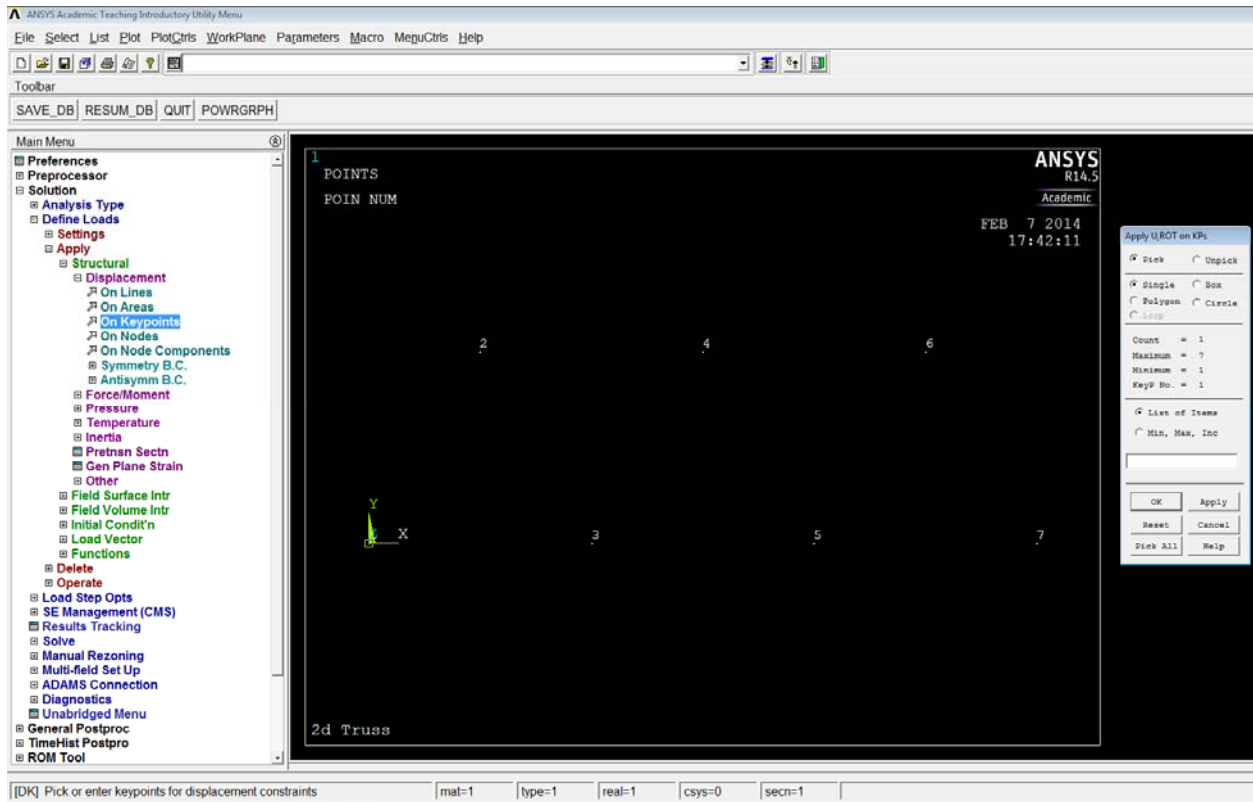 ANSYS Academic Teaching Introductory Utility Menu
File Select List Plot PlotCtrls WorkPlane Parameters Macro MenuCtrls Help
Toolbar
SAVE_DB RESUM_DB QUIT POWRGRPH
Main Menu
Preferences
Preprocessor
Solution
Analysis Type
Define Loads
Settings
Apply
Structural
Displacement
On Lines
On Areas
On Keypoints
On Nodes
On Node Components
Symmetry B.C.
Antisymm B.C.
Force/Moment
Pressure
Temperature
Inertia
Pretnsn Sectn
Gen Plane Strain
Other
Field Surface Intr
Field Volume Intr
Initial Condit'n
Load Vector
Functions
Delete
Operate
Load Step Opts
SE Management (CMS)
Results Tracking
Solve
Manual Rezoning
Multi-field Set Up
ADAMS Connection
Diagnostics
Unabridged Menu
General Postproc
TimeHist Postpro
ROM Tool
1
POINTS
POIN NUM
ANSYS
R14.5
Academic
FEB 7 2014
17:42:11
2 4 6
Y
X 3 5 7
2d Truss
Apply U,ROT on KPs
Pick Unpick
Single Box
Polygon Circle
Loop
Count = 1
Maximum = 7
Minimum = 1
KeyP No. = 1
List of Items
Min, Max, Inc
OK Apply
Reset Cancel
Pick All Help
[DK] Pick or enter keypoints for displacement constraints mat=1 type=1 real=1 csys=0 secn=1